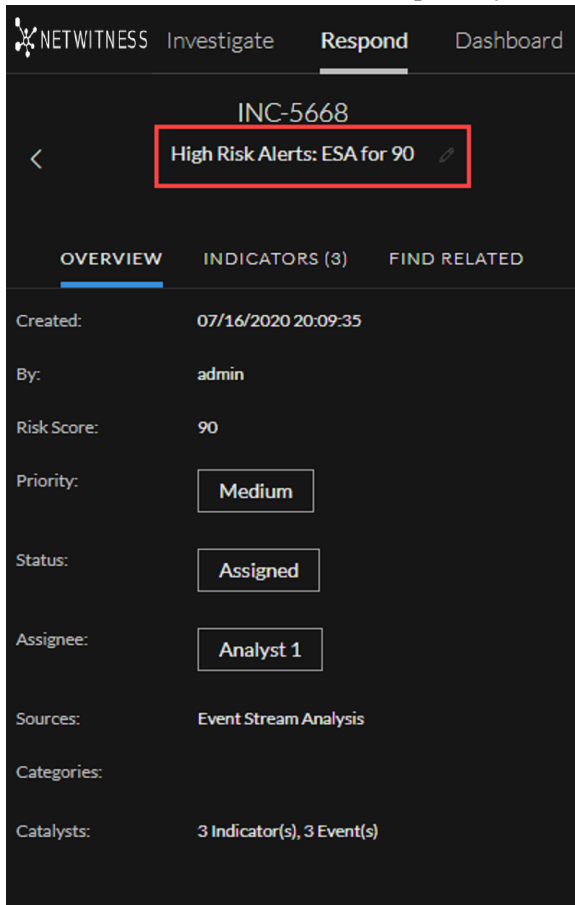 NETWITNESS Investigate Respond Dashboard
INC-5668
High Risk Alerts: ESA for 90
OVERVIEW INDICATORS (3) FIND RELATED
Created: 07/16/2020 20:09:35
By: admin
Risk Score: 90
Priority: Medium
Status: Assigned
Assignee: Analyst 1
Sources: Event Stream Analysis
Categories:
Catalysts: 3 Indicator(s), 3 Event(s)